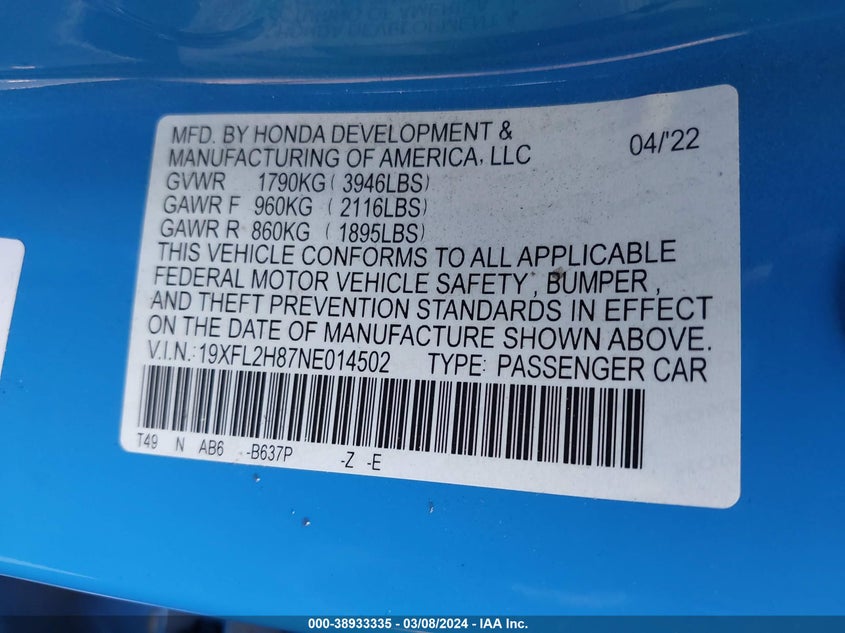 MFD. BY HONDA DEVELOPMENT &
MANUFACTURING OF AMERICA, LLC 04/'22
GVWR 1790KG ( 3946LBS)
GAWR F 960KG ( 2116LBS)
GAWR R 860KG ( 1895LBS)
THIS VEHICLE CONFORMS TO ALL APPLICABLE
FEDERAL MOTOR VEHICLE SAFETY, BUMPER,
AND THEFT PREVENTION STANDARDS IN EFFECT
ON THE DATE OF MANUFACTURE SHOWN ABOVE.
V.I.N.: 19XFL2H87NE014502 TYPE: PASSENGER CAR
T49 N AB6 -B637P -Z -E
000-38933335 - 03/08/2024 - IAA Inc.